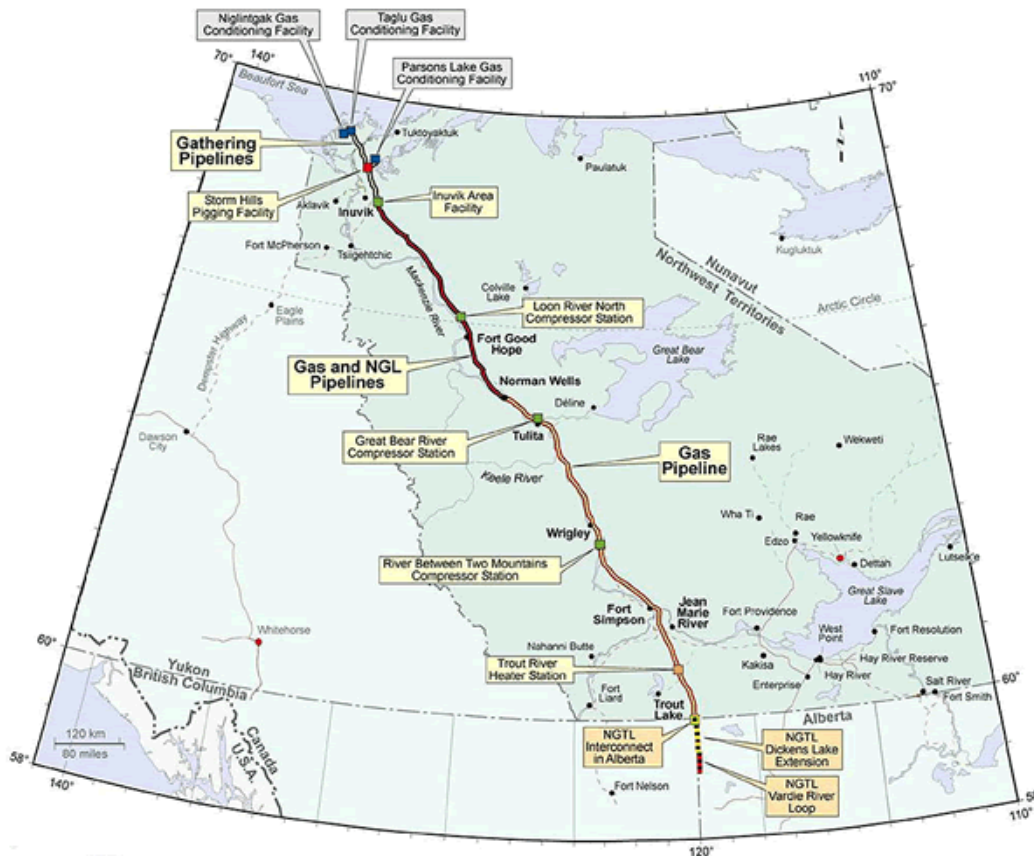 Niglintgak Gas
Conditioning Facility
Taglu Gas
Conditioning Facility
Parsons Lake Gas
Conditioning Facility
70°
140°
110°
70°
Beaufort Sea
Tuktoyaktuk
Paulatuk
Gathering
Pipelines
Storm Hills
Pigging Facility
Aklavik
Inuvik
Inuvik Area
Facility
Kugluktuk
Fort McPherson
Tsiigehtchic
Nunavut
Northwest Territories
Mackenzie River
Colville
Lake
Arctic Circle
Eagle
Plains
Loon River North
Compressor Station
Dempster Highway
Fort Good
Hope
Great Bear
Lake
Gas and NGL
Pipelines
Norman Wells
Déline
Dawson
City
Tulita
Great Bear River
Compressor Station
Rae
Lakes
Wekweti
Gas
Pipeline
Keele River
Wha Ti
Rae
Edzo
Yellowknife
Wrigley
Dettah
Lutselk'e
River Between Two Mountains
Compressor Station
Great Slave
Lake
Fort
Simpson
Jean
Marie
River
Fort Providence
West
Point
Fort Resolution
60°
Whitehorse
Nahanni Butte
Kakisa
Hay River Reserve
Trout River
Heater Station
Enterprise
Hay River
Yukon
British Columbia
Fort
Liard
Trout
Lake
Salt River
Fort Smith
60°
Alberta
120 km
80 miles
Canada
U.S.A.
NGTL
Interconnect
in Alberta
NGTL
Dickens Lake
Extension
58°
NGTL
Vardie River
Loop
Fort Nelson
140°
120°
110°